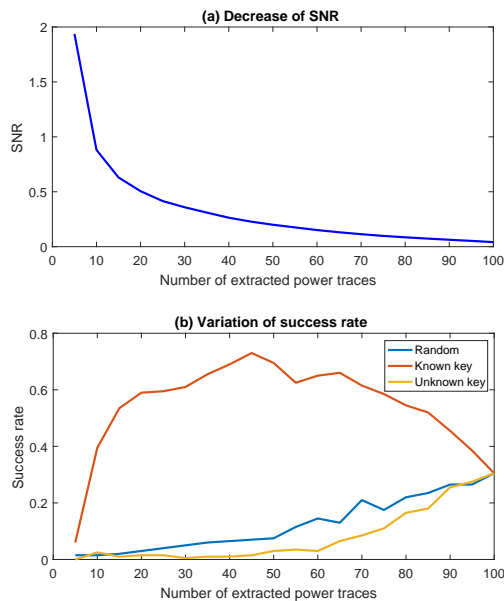 (a) Decrease of SNR
2
1.5
1
0.5
0
SNR
10 20 30 40 50 60 70 80 90 100
Number of extracted power traces
(b) Variation of success rate
0.8
0.6
0.4
0.2
0
Success rate
Random
Known key
Unknown key
0 10 20 30 40 50 60 70 80 90 100
Number of extracted power traces